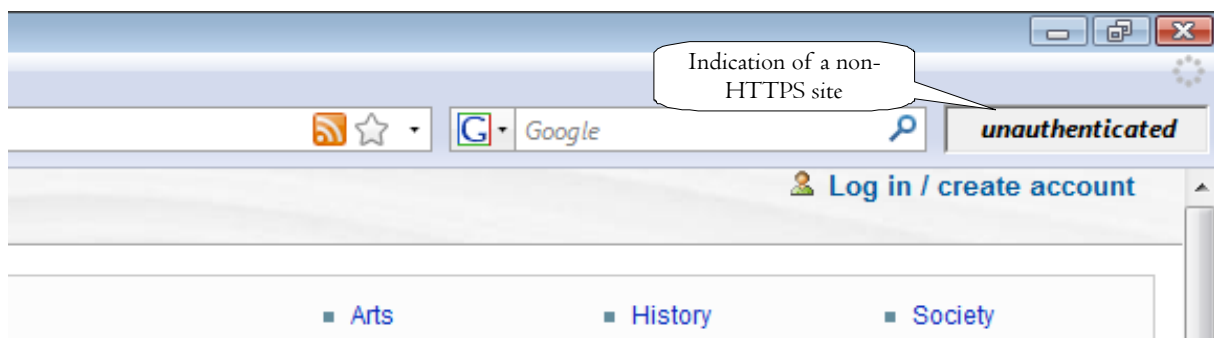 Indication of a non-
HTTPS site
G Google unauthenticated
Log in / create account
Arts History Society